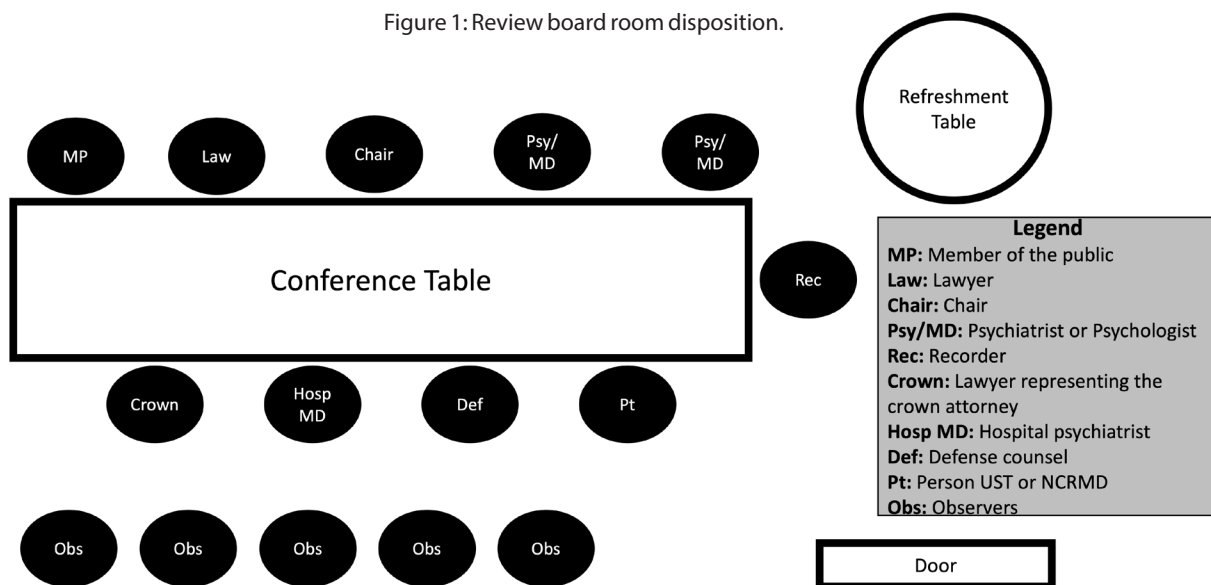 Figure 1: Review board room disposition.
Refreshment
Table
MP
Law
Chair
Psy/
MD
Psy/
MD
Conference Table
Rec
Legend
MP: Member of the public
Law: Lawyer
Chair: Chair
Psy/MD: Psychiatrist or Psychologist
Rec: Recorder
Crown: Lawyer representing the
crown attorney
Hosp MD: Hospital psychiatrist
Def: Defense counsel
Pt: Person UST or NCRMD
Obs: Observers
Crown
Hosp
MD
Def
Pt
Obs
Obs
Obs
Obs
Obs
Door